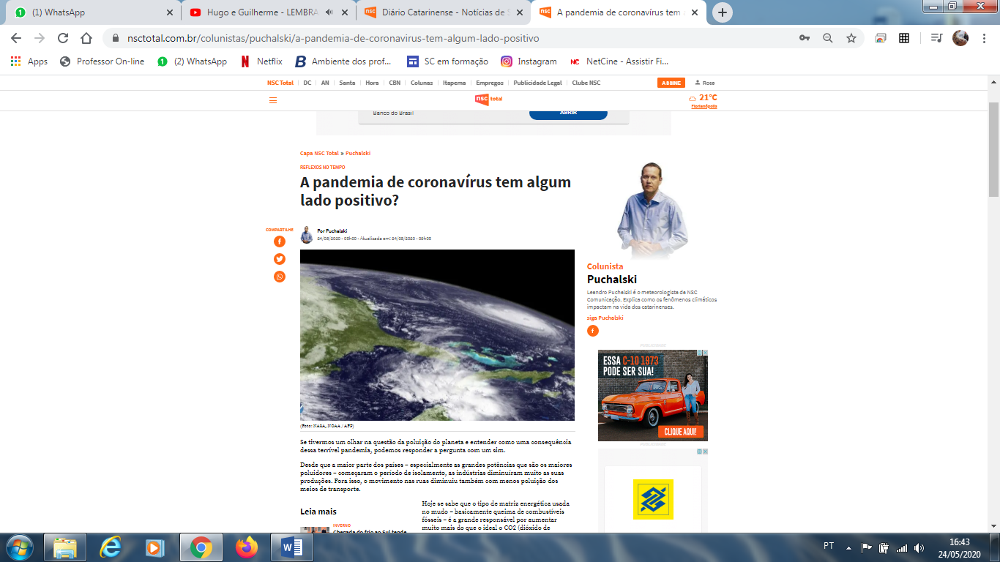 (1) WhatsApp
Hugo e Guilherme - LEMBRA
Diário Catarinense - Notícias de S
A pandemia de coronavírus tem
nsctotal.com.br/colunistas/puchalski/a-pandemia-de-coronavirus-tem-algum-lado-positivo
Apps
Professor On-line
(2) WhatsApp
Netflix
Ambiente dos prof...
SC em formação
Instagram
NetCine - Assistir Fi...
NSC Total
DC
AN
Santa
Hora
CBN
Colunas
Itapema
Empregos
Publicidade Legal
Clube NSC
ASSINE
Rose
nsc total
21°C
Florianópolis
Banco do Brasil
ABRIR
Capa NSC Total » Puchalski
REFLEXOS NO TEMPO
A pandemia de coronavírus tem algum
lado positivo?
COMPARTILHE
Por Puchalski
24/05/2020 - 08h00 - Atualizada em: 24/05/2020 - 09h08
(Foto: NASA, NOAA / AFP)
Se tivermos um olhar na questão da poluição do planeta e entender como uma consequência
dessa terrível pandemia, podemos responder a pergunta com um sim.
Desde que a maior parte dos países – especialmente as grandes potências que são os maiores
poluidores – começaram o período de isolamento, as indústrias diminuíram muito as suas
produções. Fora isso, o movimento nas ruas diminuiu também com menos poluição dos
meios de transporte.
Leia mais
INVERNO
Chegada do frio ao Sul tende
Hoje se sabe que o tipo de matriz energética usada
no mudo – basicamente queima de combustíveis
fósseis – é a grande responsável por aumentar
muito mais do que o ideal o CO2 (dióxido de
Colunista
Puchalski
Leandro Puchalski é o meteorologista da NSC
Comunicação. Explica como os fenômenos climáticos
impactam na vida dos catarinenses.
siga Puchalski
PUBLICIDADE
ESSA C-10 1973
PODE SER SUA!
CLIQUE AQUI!
PUBLICIDADE
PT
16:43
24/05/2020